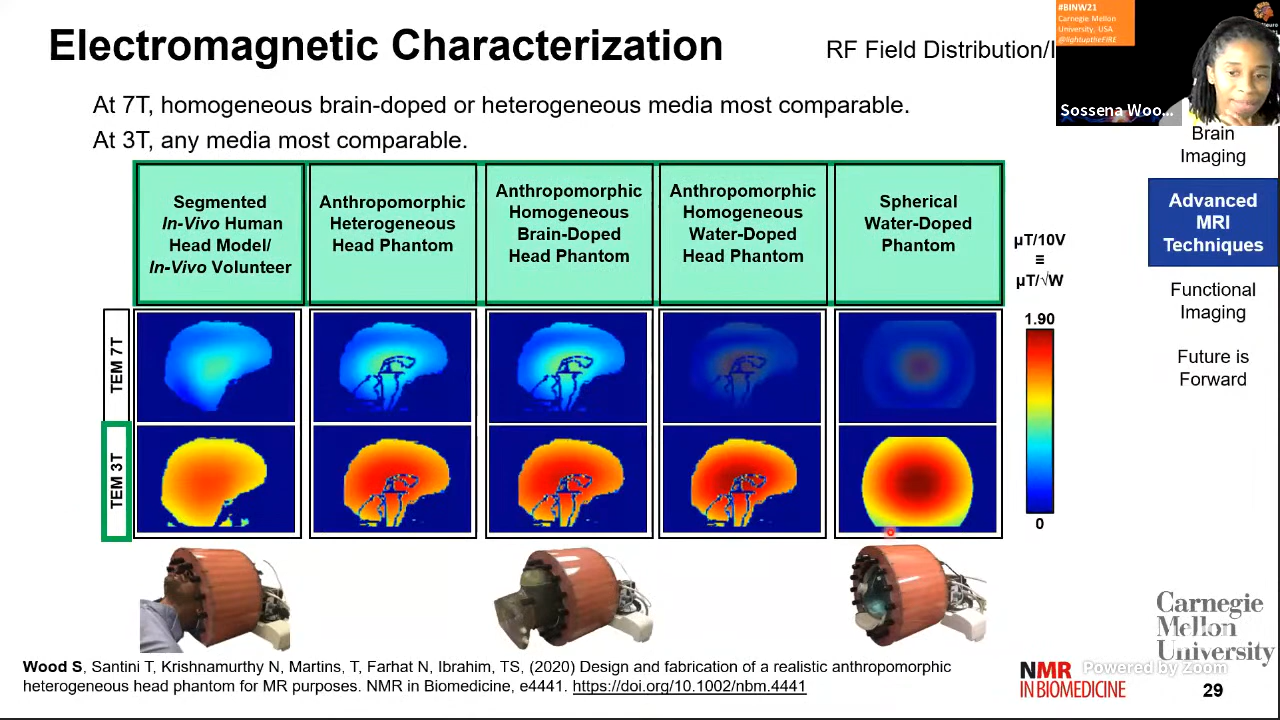 Electromagnetic Characterization
RF Field Distribution/
#BINW21
Carnegie Mellon
University, USA
@lightuptheFIRE
Sossena Woo...
At 7T, homogeneous brain-doped or heterogeneous media most comparable.
At 3T, any media most comparable.
Brain
Imaging
Advanced
MRI
Techniques
Functional
Imaging
Future is
Forward
Segmented
In-Vivo Human
Head Model/
In-Vivo Volunteer
Anthropomorphic
Heterogeneous
Head Phantom
Anthropomorphic
Homogeneous
Brain-Doped
Head Phantom
Anthropomorphic
Homogeneous
Water-Doped
Head Phantom
Spherical
Water-Doped
Phantom
µT/10V
≡
µT/√W
1.90
0
TEM 7T
TEM 3T
Wood S, Santini T, Krishnamurthy N, Martins, T, Farhat N, Ibrahim, TS, (2020) Design and fabrication of a realistic anthropomorphic
heterogeneous head phantom for MR purposes. NMR in Biomedicine, e4441. https://doi.org/10.1002/nbm.4441
NMR
IN BIOMEDICINE
Carnegie
Mellon
University
Powered by Zoom
29